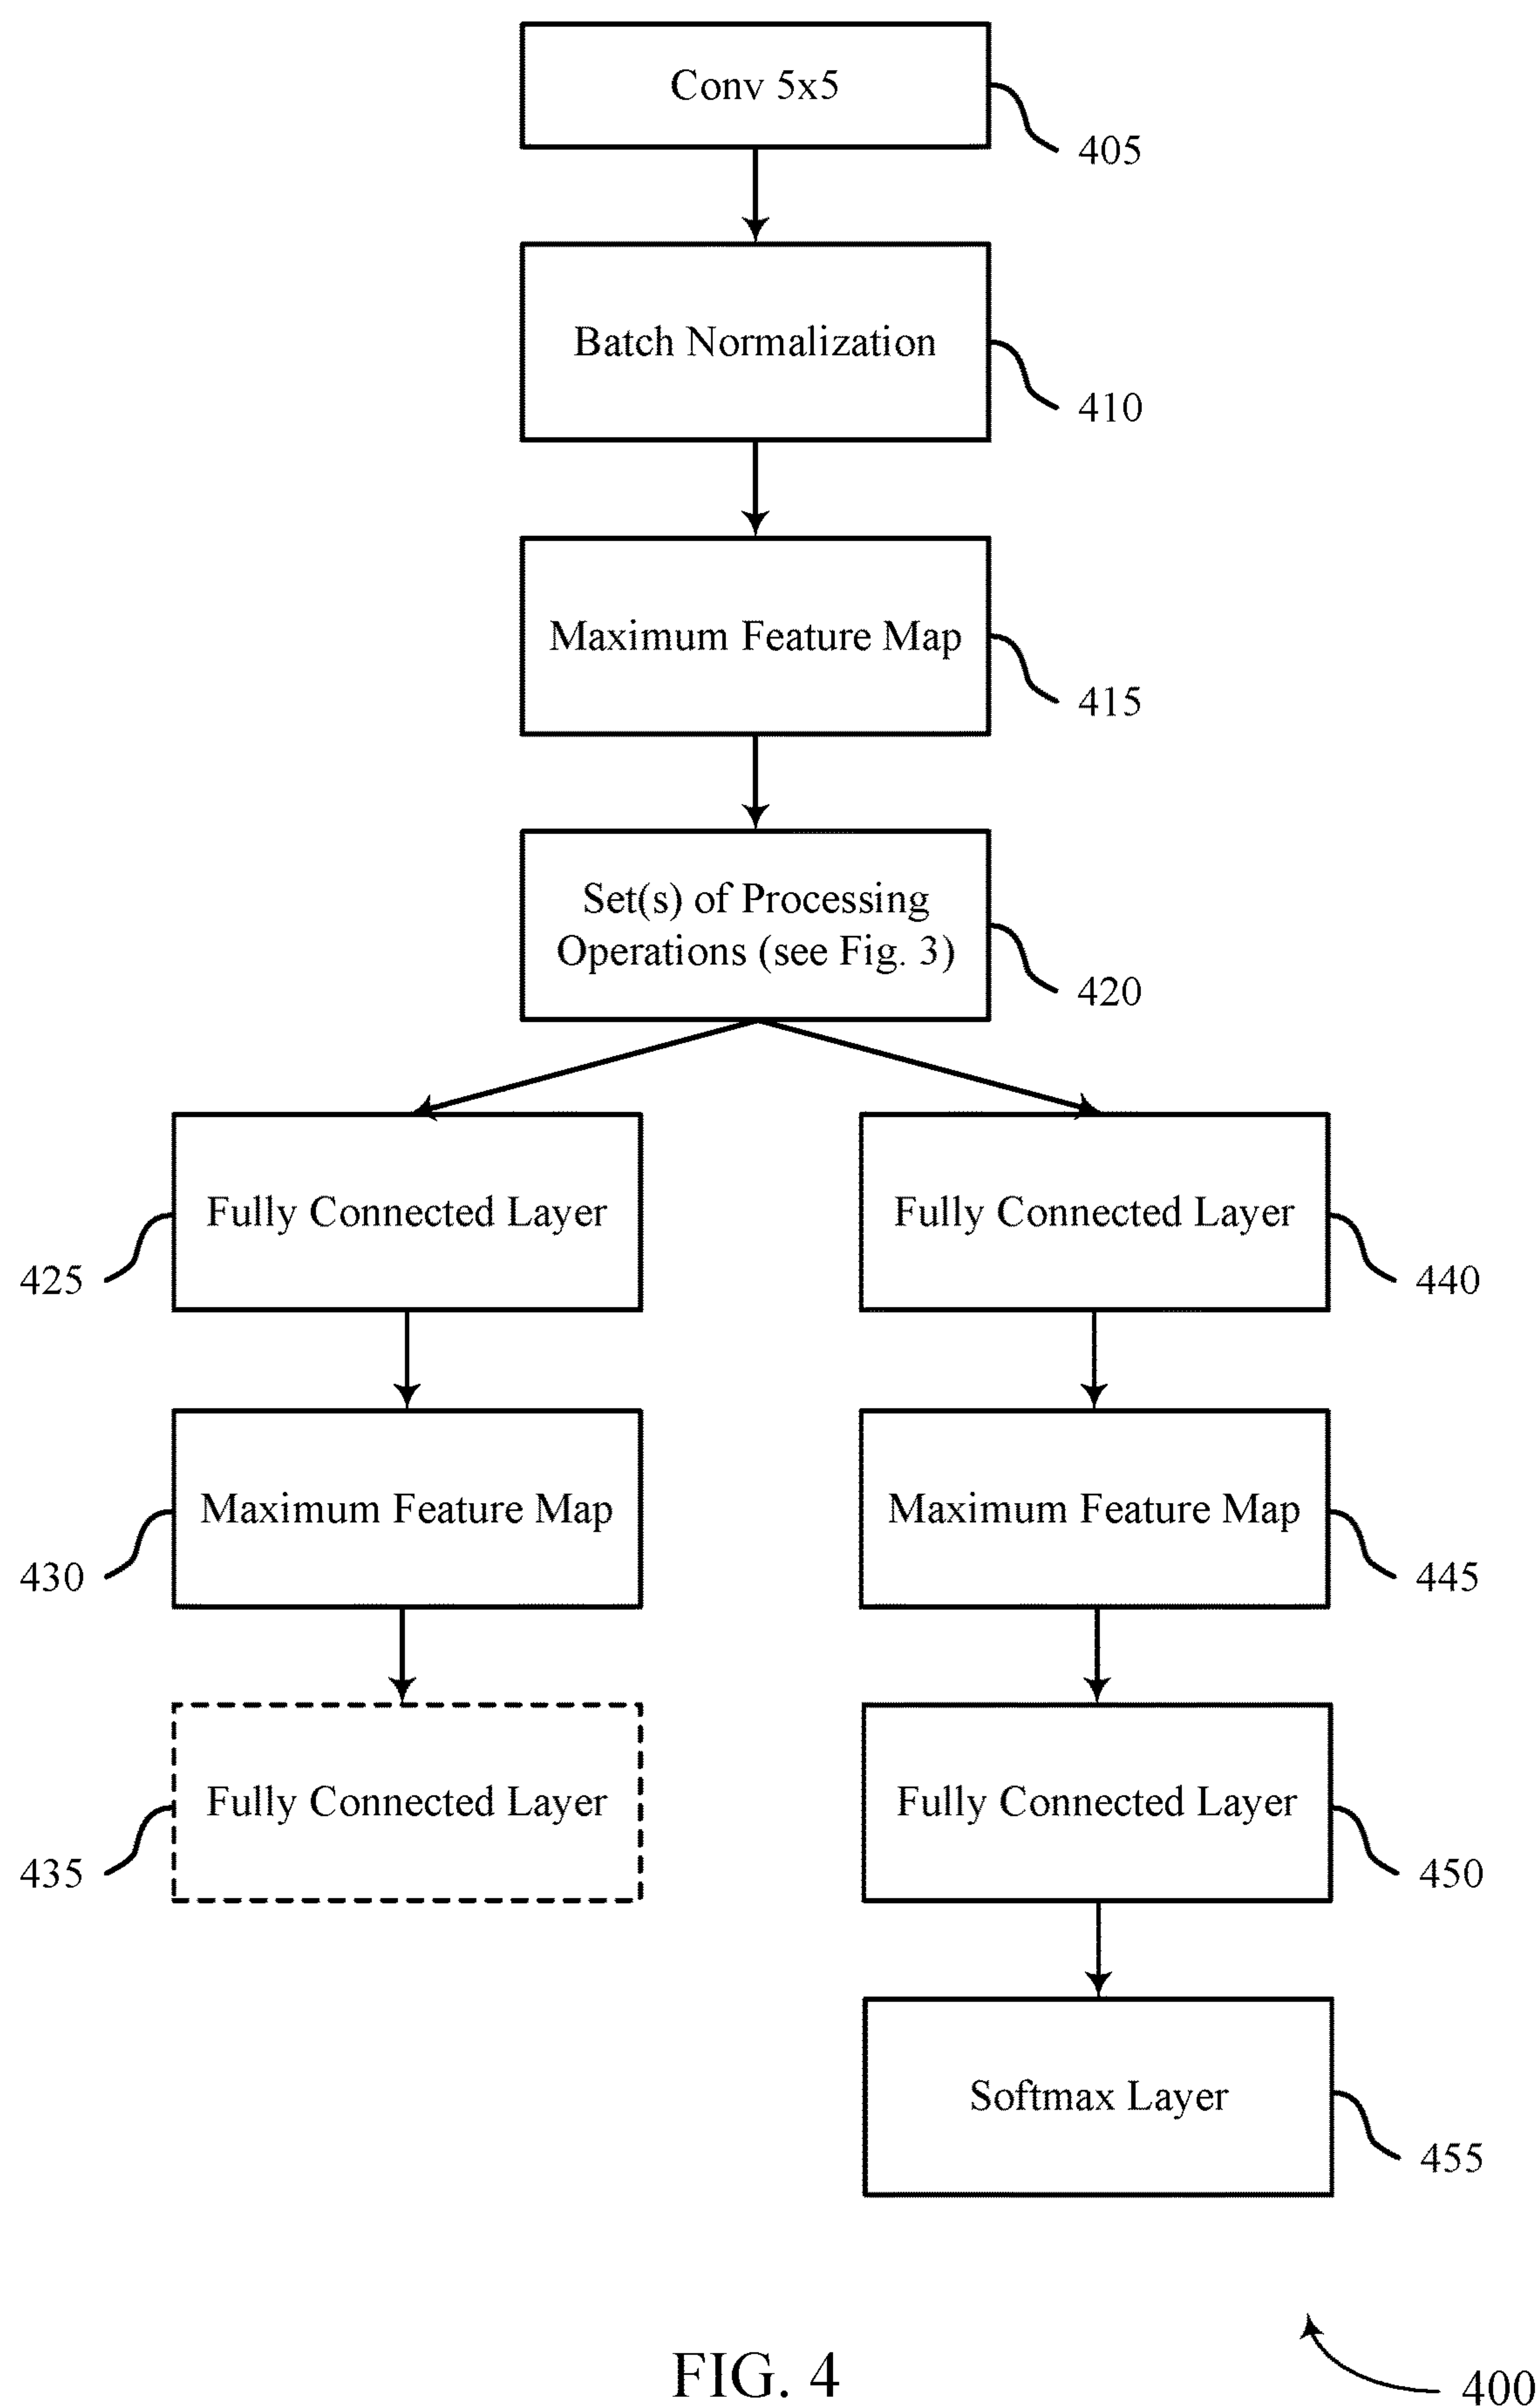 Conv 5x5
405
Batch Normalization
410
Maximum Feature Map
415
Set(s) of Processing
Operations (see Fig. 3)
420
Fully Connected Layer
425
Fully Connected Layer
440
Maximum Feature Map
430
Maximum Feature Map
445
Fully Connected Layer
435
Fully Connected Layer
450
Softmax Layer
455
FIG. 4
400